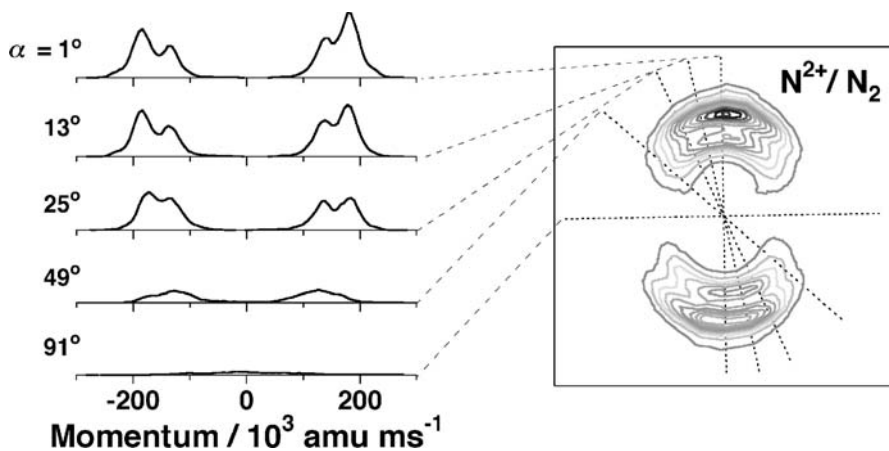 α = 1°
13°
25°
49°
91°
-200 0 200
Momentum / 10³ amu ms⁻¹
N²⁺/ N₂